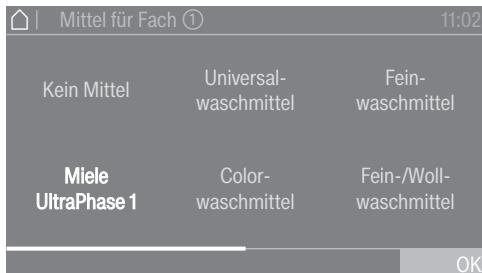 Mittel für Fach ① 11:02
Kein Mittel
Universal-
waschmittel
Fein-
waschmittel
Miele
UltraPhase 1
Color-
waschmittel
Fein-/Woll-
waschmittel
OK